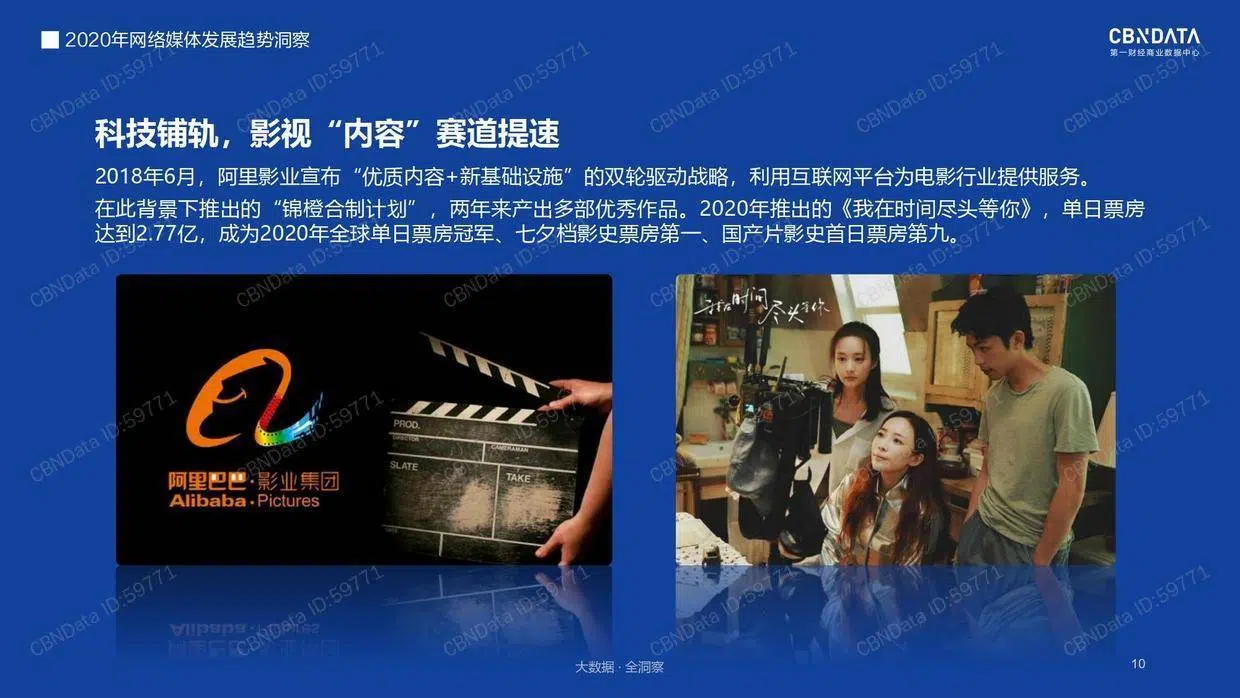 2020年网络媒体发展趋势洞察
CBNDATA
第一财经商业数据中心
科技铺轨，影视“内容”赛道提速
2018年6月，阿里影业宣布“优质内容+新基础设施”的双轮驱动战略，利用互联网平台为电影行业提供服务。
在此背景下推出的“锦橙合制计划”，两年来产出多部优秀作品。2020年推出的《我在时间尽头等你》，单日票房
达到2.77亿，成为2020年全球单日票房冠军、七夕档影史票房第一、国产片影史首日票房第九。
阿里巴巴·影业集团
Alibaba·Pictures
PROD.
DIRECTOR
CAMERAMAN
SLATE
TAKE
我在时间
尽头等你
大数据·全洞察
10
CBNData ID:59771